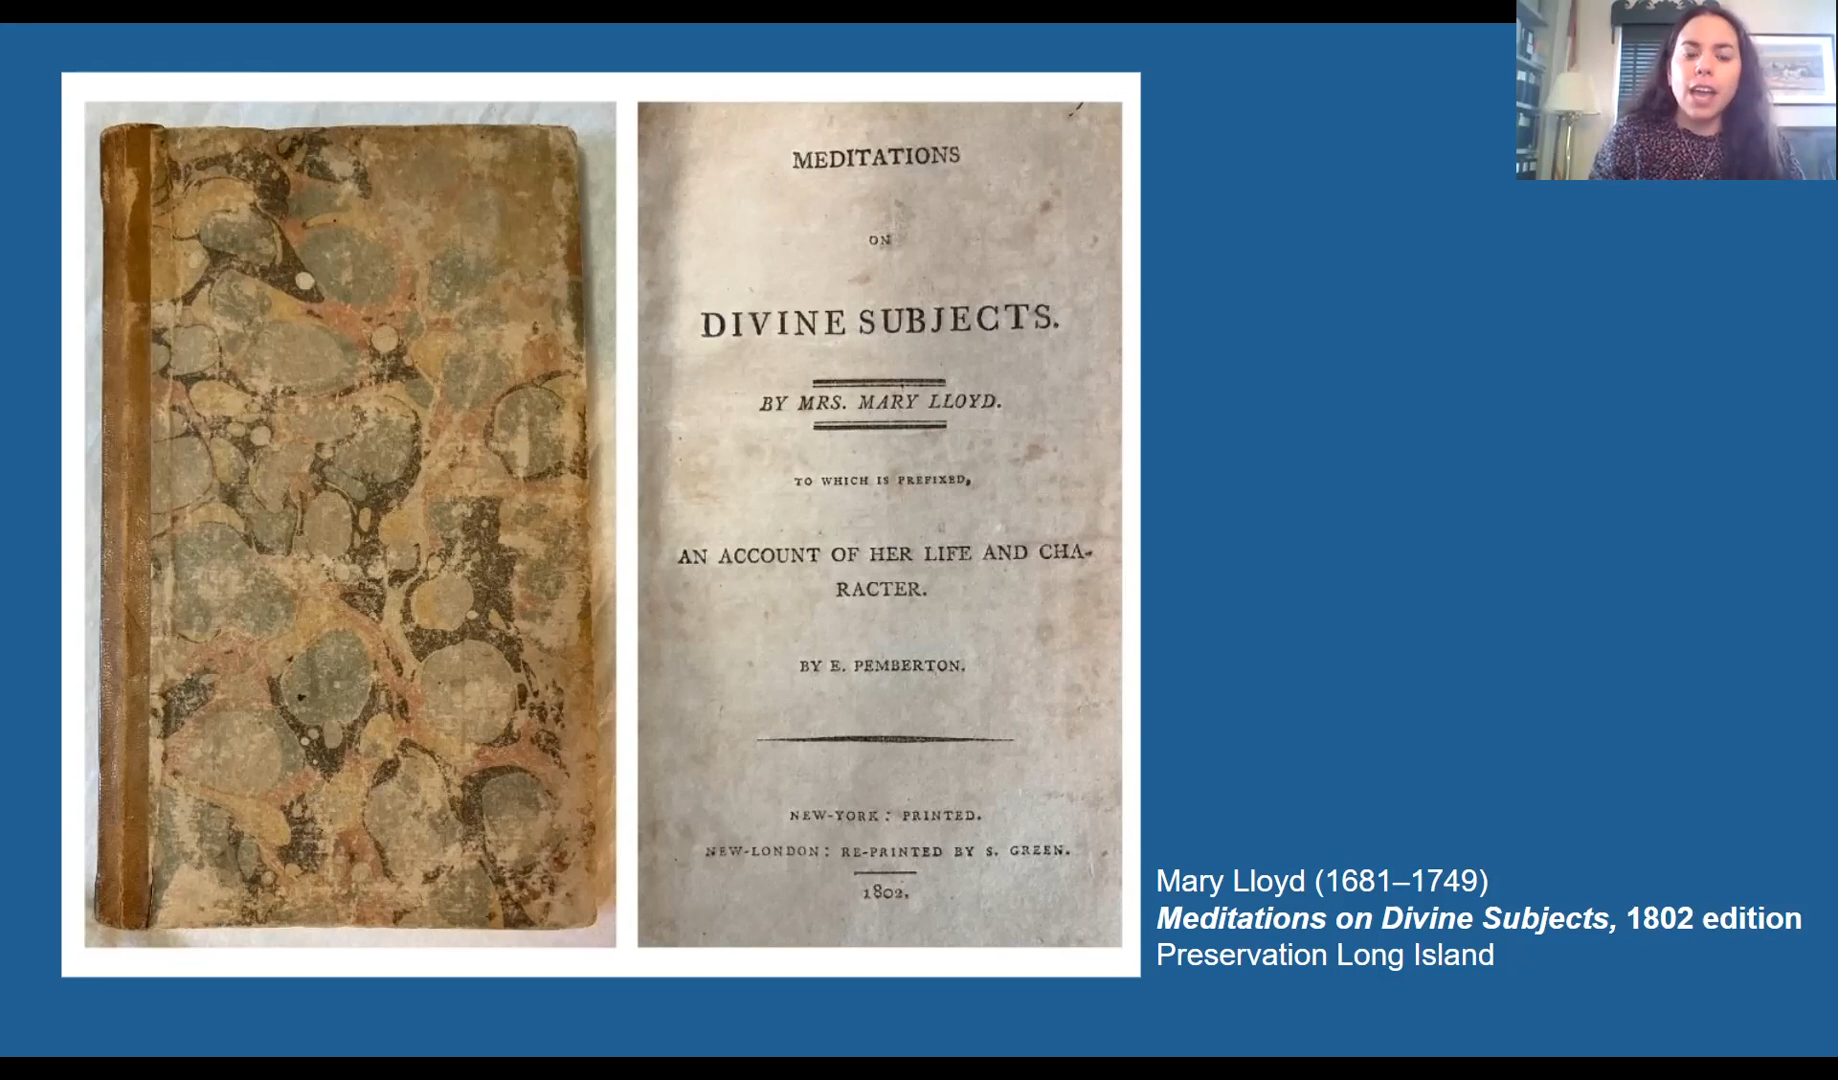 MEDITATIONS
ON
DIVINE SUBJECTS.
BY MRS. MARY LLOYD.
TO WHICH IS PREFIXED,
AN ACCOUNT OF HER LIFE AND CHA-
RACTER.
BY E. PEMBERTON.
NEW-YORK: PRINTED.
NEW-LONDON: RE-PRINTED BY S. GREEN.
1802.
Mary Lloyd (1681–1749)
Meditations on Divine Subjects, 1802 edition
Preservation Long Island